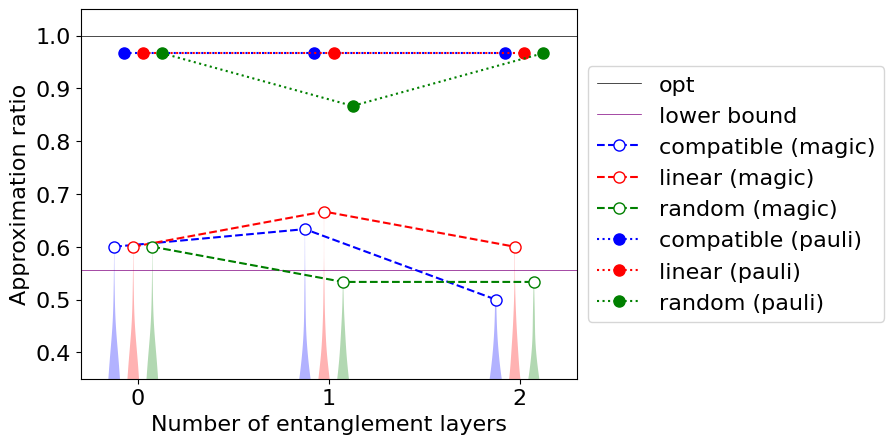 1.0
0.9
0.8
0.7
0.6
0.5
0.4
Approximation ratio
0 1 2
Number of entanglement layers
opt
lower bound
compatible (magic)
linear (magic)
random (magic)
compatible (pauli)
linear (pauli)
random (pauli)